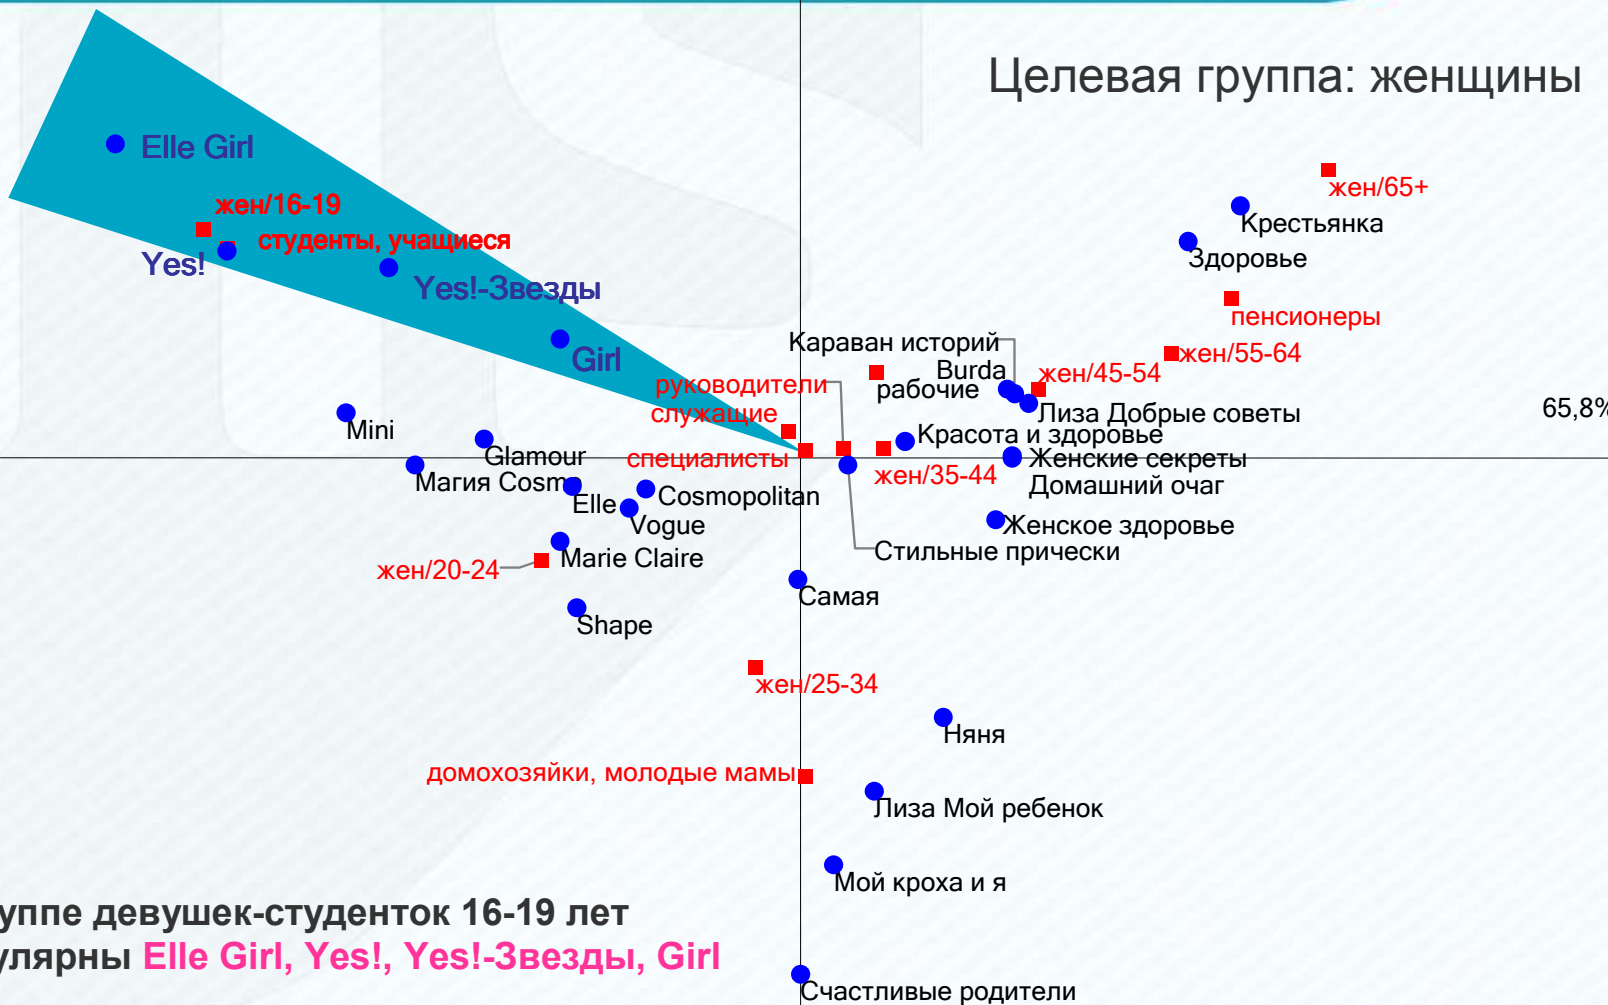 Целевая группа: женщины
Elle Girl
жен/65+
жен/16-19
Крестьянка
студенты, учащиеся
Yes!
Здоровье
Yes!-Звезды
пенсионеры
Караван историй
Girl
жен/55-64
Burda
жен/45-54
руководители
рабочие
65,8%
служащие
Лиза Добрые советы
Mini
Красота и здоровье
Glamour
специалисты
Женские секреты
жен/35-44
Магия Cosmo
Домашний очаг
Elle
Cosmopolitan
Vogue
Женское здоровье
Стильные прически
Marie Claire
жен/20-24
Самая
Shape
жен/25-34
Няня
домохозяйки, молодые мамы
Лиза Мой ребенок
Мой кроха и я
уппе девушек-студенток 16-19 лет
улярны Elle Girl, Yes!, Yes!-Звезды, Girl
Счастливые родители